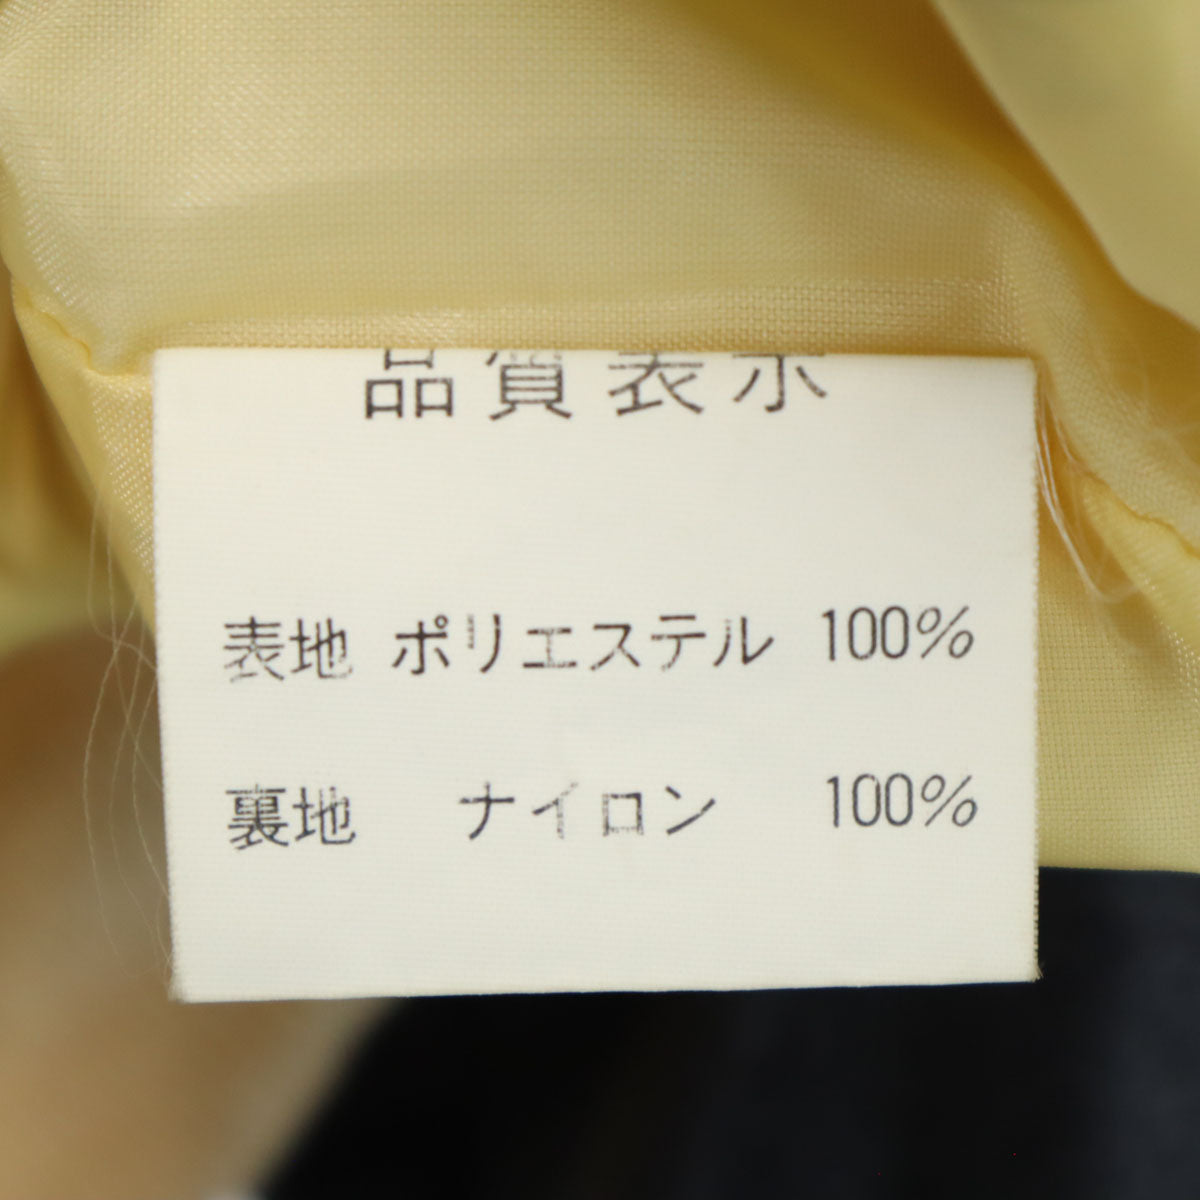 品質表示
表地 ポリエステル 100%
裏地 ナイロン 100%